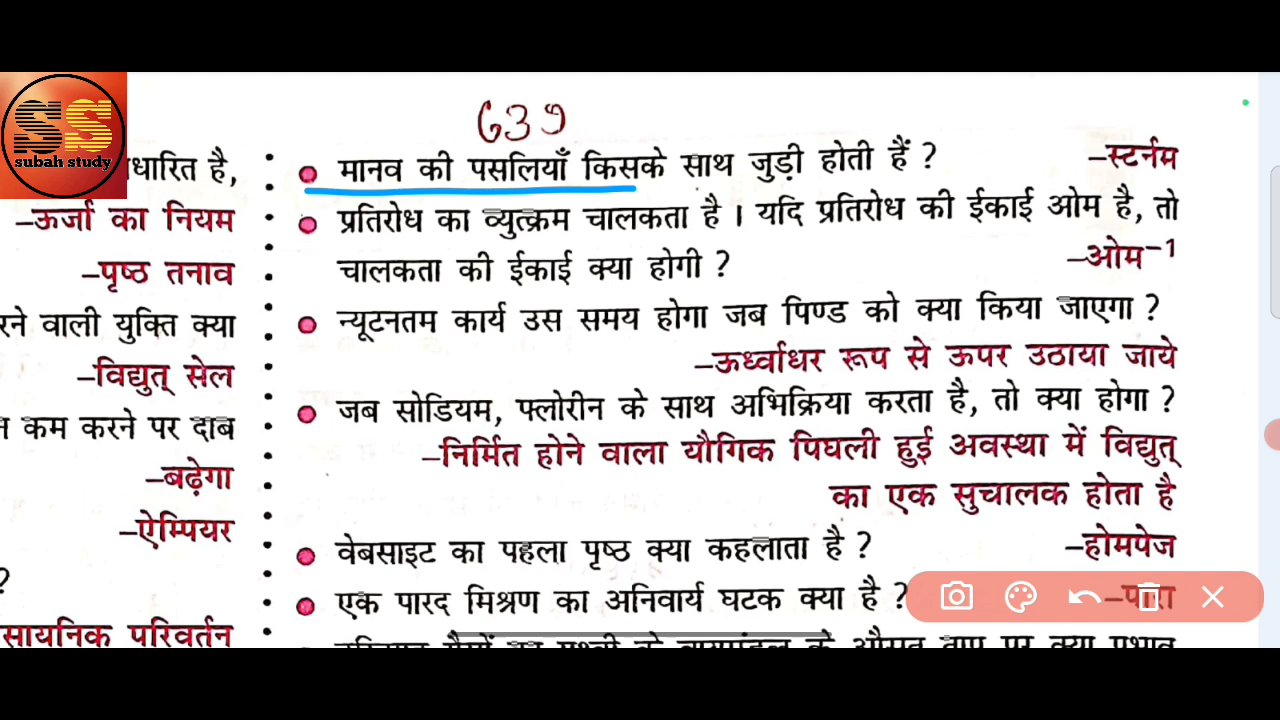 SS
subah study
639
धारित है,
–ऊर्जा का नियम
–पृष्ठ तनाव
रने वाली युक्ति क्या
–विद्युत् सेल
कम करने पर दाब
–बढ़ेगा
–ऐम्पियर
?
सायनिक परिवर्तन
मानव की पसलियाँ किसके साथ जुड़ी होती हैं ? –स्टर्नम
प्रतिरोध का व्युत्क्रम चालकता है । यदि प्रतिरोध की ईकाई ओम है, तो
चालकता की ईकाई क्या होगी ? –ओम⁻¹
न्यूटनतम कार्य उस समय होगा जब पिण्ड को क्या किया जाएगा ?
–ऊर्ध्वाधर रूप से ऊपर उठाया जाये
जब सोडियम, फ्लोरीन के साथ अभिक्रिया करता है, तो क्या होगा ?
–निर्मित होने वाला यौगिक पिघली हुई अवस्था में विद्युत्
का एक सुचालक होता है
वेबसाइट का पहला पृष्ठ क्या कहलाता है ? –होमपेज
एक पारद मिश्रण का अनिवार्य घटक क्या है ? –पारा